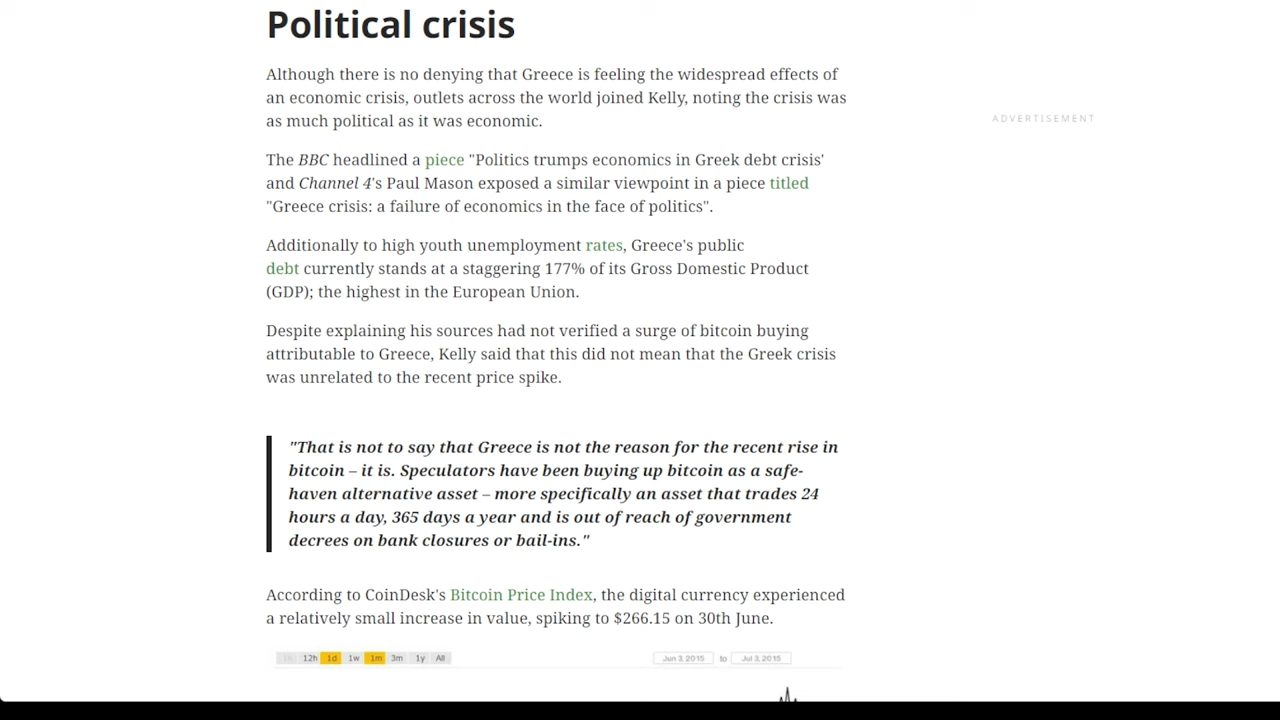 Political crisis
Although there is no denying that Greece is feeling the widespread effects of
an economic crisis, outlets across the world joined Kelly, noting the crisis was
as much political as it was economic.
ADVERTISEMENT
The BBC headlined a piece "Politics trumps economics in Greek debt crisis'
and Channel 4's Paul Mason exposed a similar viewpoint in a piece titled
"Greece crisis: a failure of economics in the face of politics".
Additionally to high youth unemployment rates, Greece's public
debt currently stands at a staggering 177% of its Gross Domestic Product
(GDP); the highest in the European Union.
Despite explaining his sources had not verified a surge of bitcoin buying
attributable to Greece, Kelly said that this did not mean that the Greek crisis
was unrelated to the recent price spike.
"That is not to say that Greece is not the reason for the recent rise in
bitcoin – it is. Speculators have been buying up bitcoin as a safe-
haven alternative asset – more specifically an asset that trades 24
hours a day, 365 days a year and is out of reach of government
decrees on bank closures or bail-ins."
According to CoinDesk's Bitcoin Price Index, the digital currency experienced
a relatively small increase in value, spiking to $266.15 on 30th June.
12h 1d 1w 1m 3m 1y All Jun 3, 2015 to Jul 3, 2015